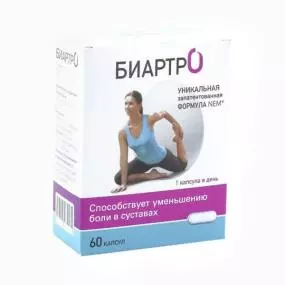 БИАРТРО
УНИКАЛЬНАЯ
запатентованная
ФОРМУЛА NEM®
1 капсула в день
Способствует уменьшению
боли в суставах
60 КАПСУЛ